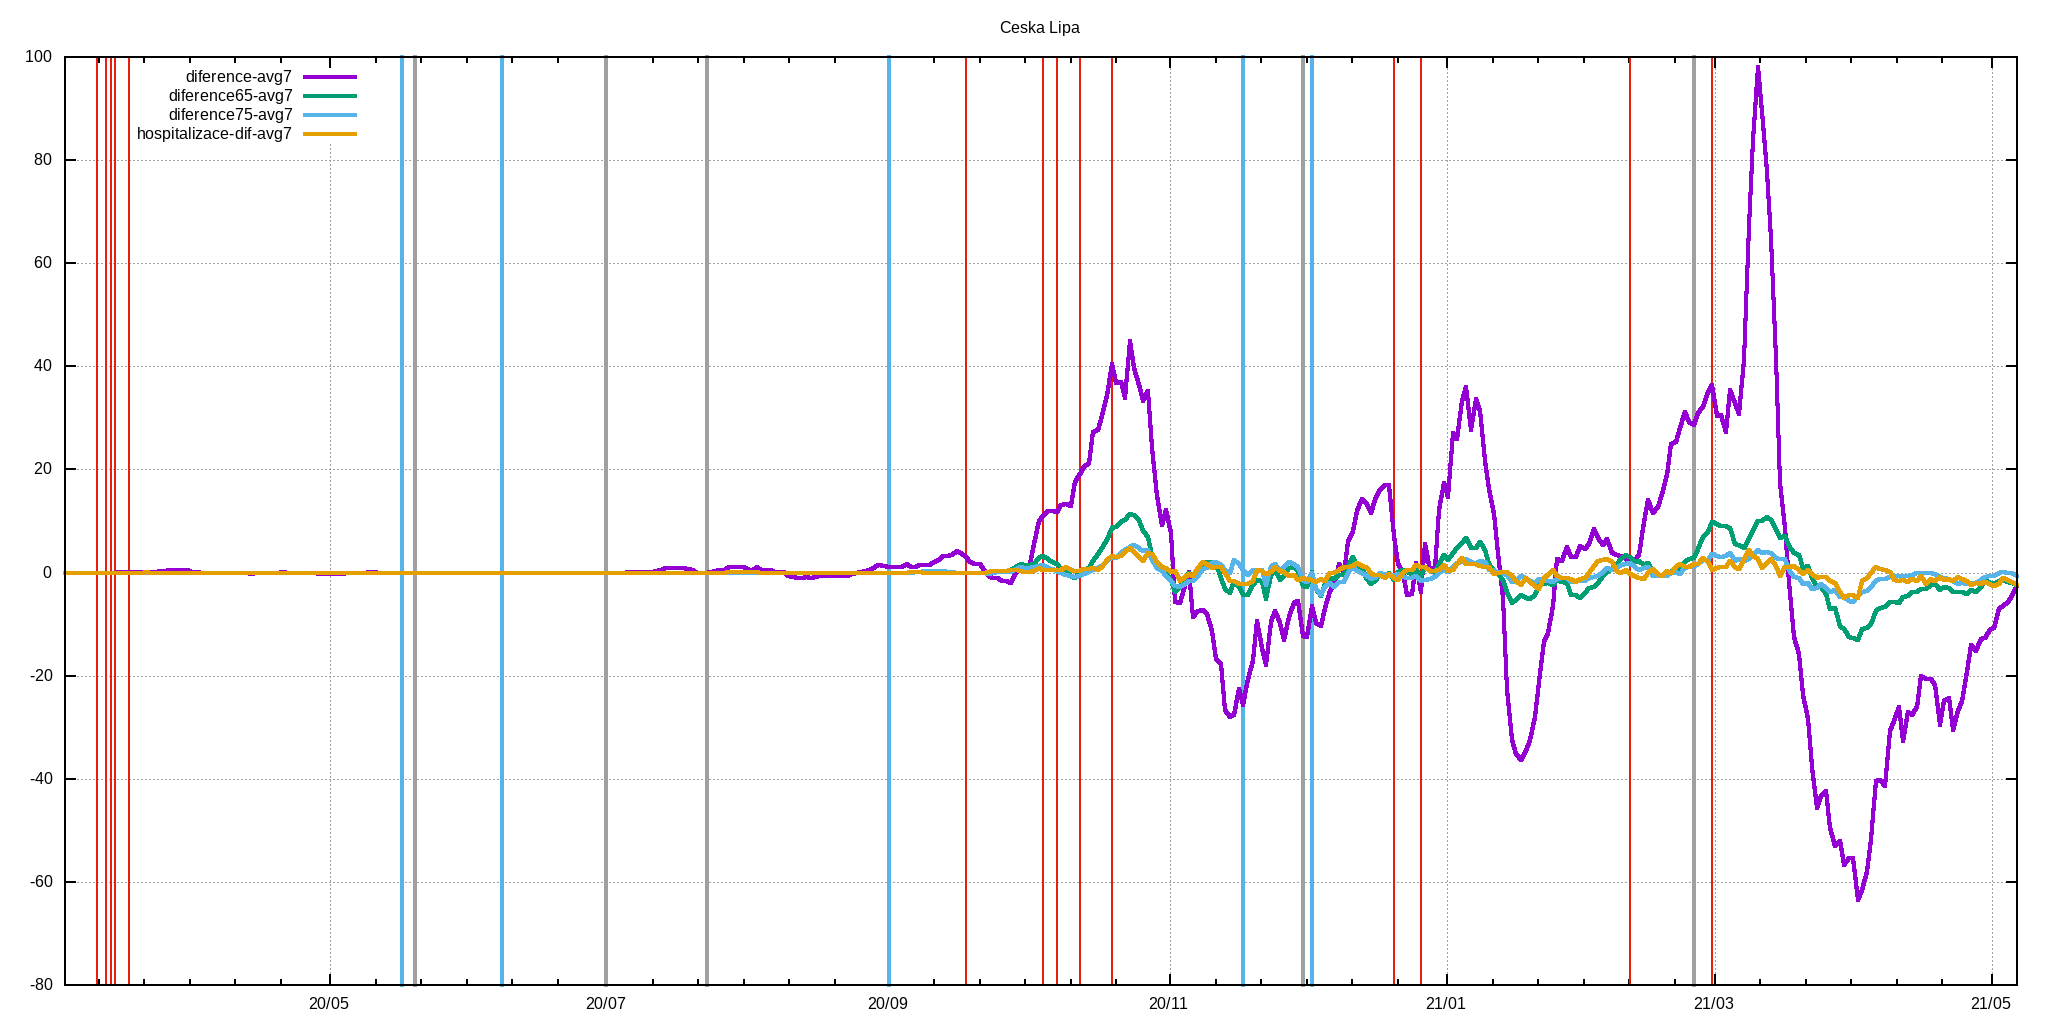 Ceska Lipa
100
80
60
40
20
0
-20
-40
-60
-80
diference-avg7
diference65-avg7
diference75-avg7
hospitalizace-dif-avg7
20/05 20/07 20/09 20/11 21/01 21/03 21/05